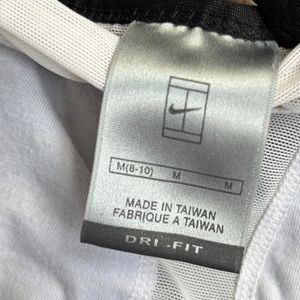 M(8-10) M M
MADE IN TAIWAN
FABRIQUE A TAIWAN
DRI-FIT